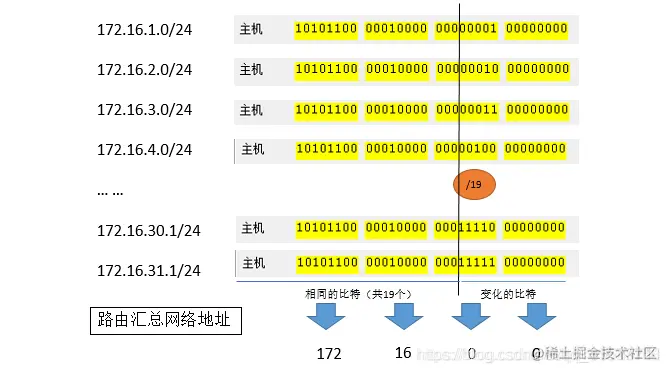 172.16.1.0/24 主机 10101100 00010000 00000001 00000000
172.16.2.0/24 主机 10101100 00010000 00000010 00000000
172.16.3.0/24 主机 10101100 00010000 00000011 00000000
172.16.4.0/24 主机 10101100 00010000 00000100 00000000
... ...
/19
172.16.30.1/24 主机 10101100 00010000 00011110 00000000
172.16.31.1/24 主机 10101100 00010000 00011111 00000000
相同的比特（共19个） 变化的比特
路由汇总网络地址
172 16 0 0
https://blog.csdn
@稀土掘金技术社区